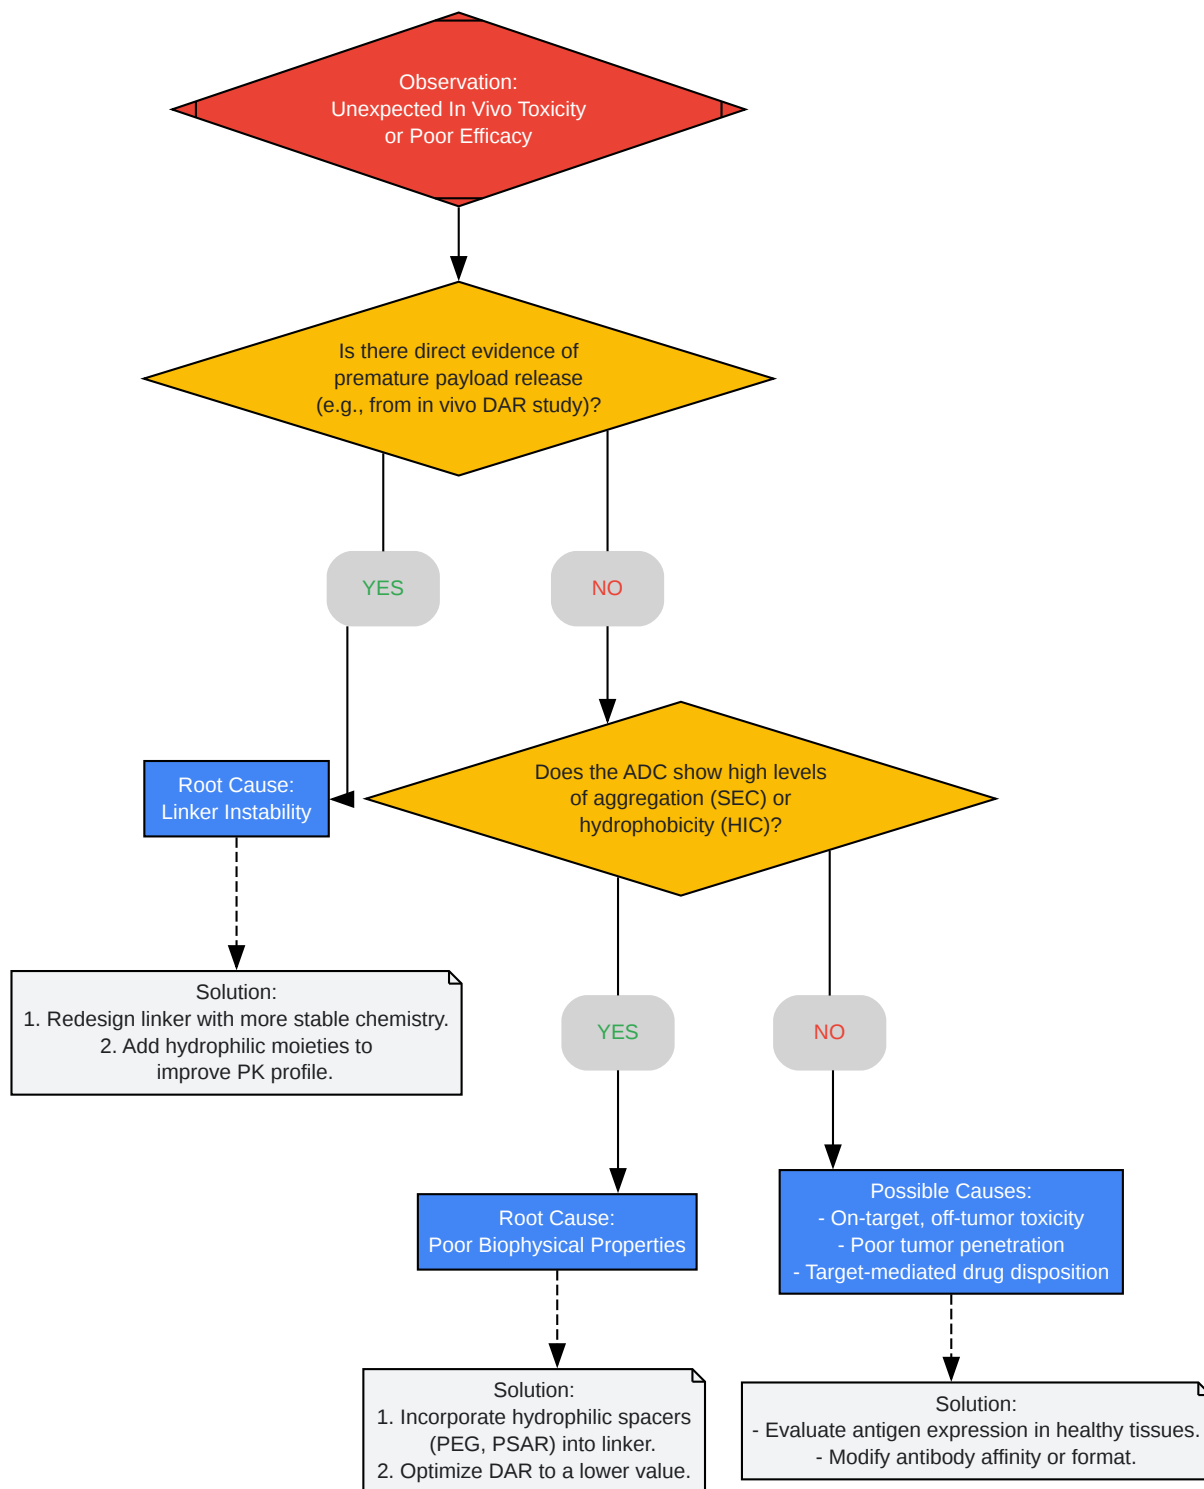 Observation:
Unexpected In Vivo Toxicity
or Poor Efficacy
Is there direct evidence of
premature payload release
(e.g., from in vivo DAR study)?
YES
NO
Root Cause:
Linker Instability
Does the ADC show high levels
of aggregation (SEC) or
hydrophobicity (HIC)?
Solution:
1. Redesign linker with more stable chemistry.
2. Add hydrophilic moieties to
improve PK profile.
YES
NO
Root Cause:
Poor Biophysical Properties
Possible Causes:
- On-target, off-tumor toxicity
- Poor tumor penetration
- Target-mediated drug disposition
Solution:
1. Incorporate hydrophilic spacers
(PEG, PSAR) into linker.
2. Optimize DAR to a lower value.
Solution:
- Evaluate antigen expression in healthy tissues.
- Modify antibody affinity or format.